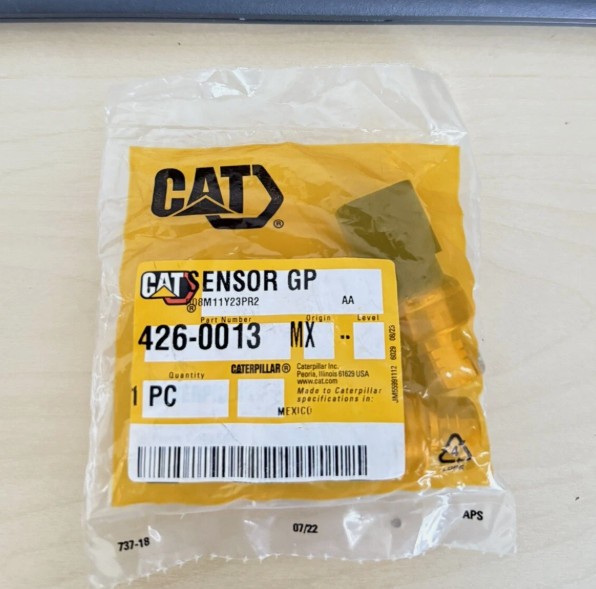 CAT®
CAT® SENSOR GP
08M11Y23PR2 AA
Part Number Origin Level
426-0013 MX --
Quantity CATERPILLAR®
1 PC
Caterpillar Inc.
Peoria, Illinois 61629 USA
www.cat.com
Made to Caterpillar
specifications in:
MEXICO
4
737-18 07/22 APS